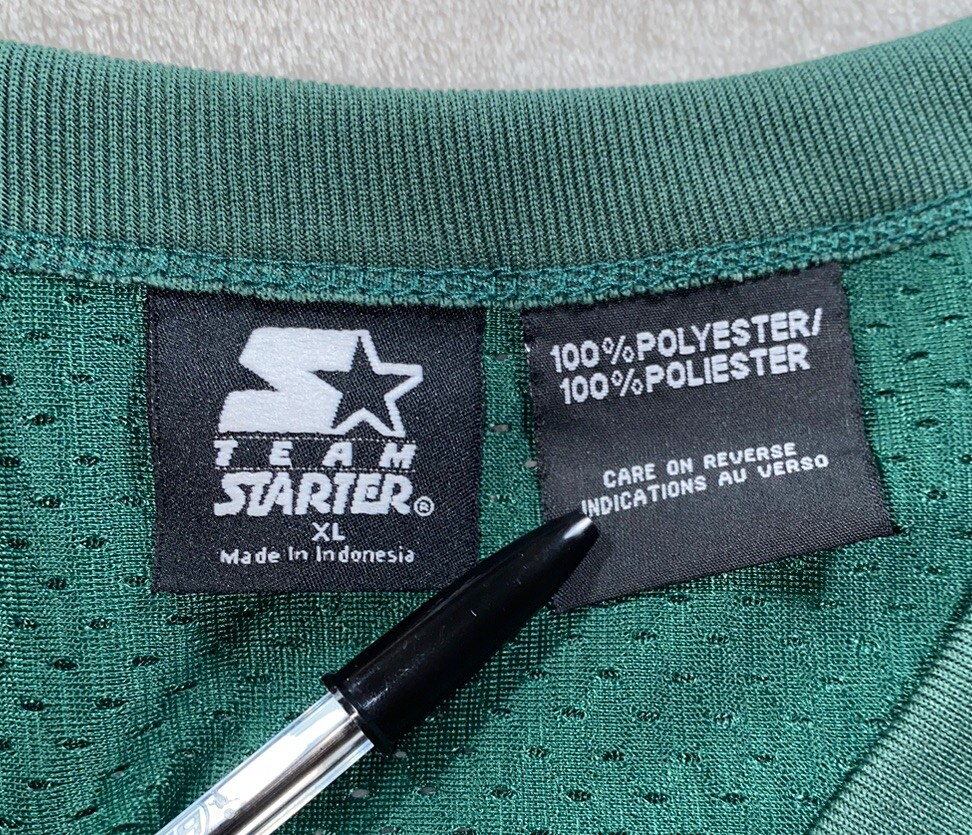 TEAM
STARTER®
XL
Made In Indonesia
100%POLYESTER/
100%POLIESTER
CARE ON REVERSE
INDICATIONS AU VERSO